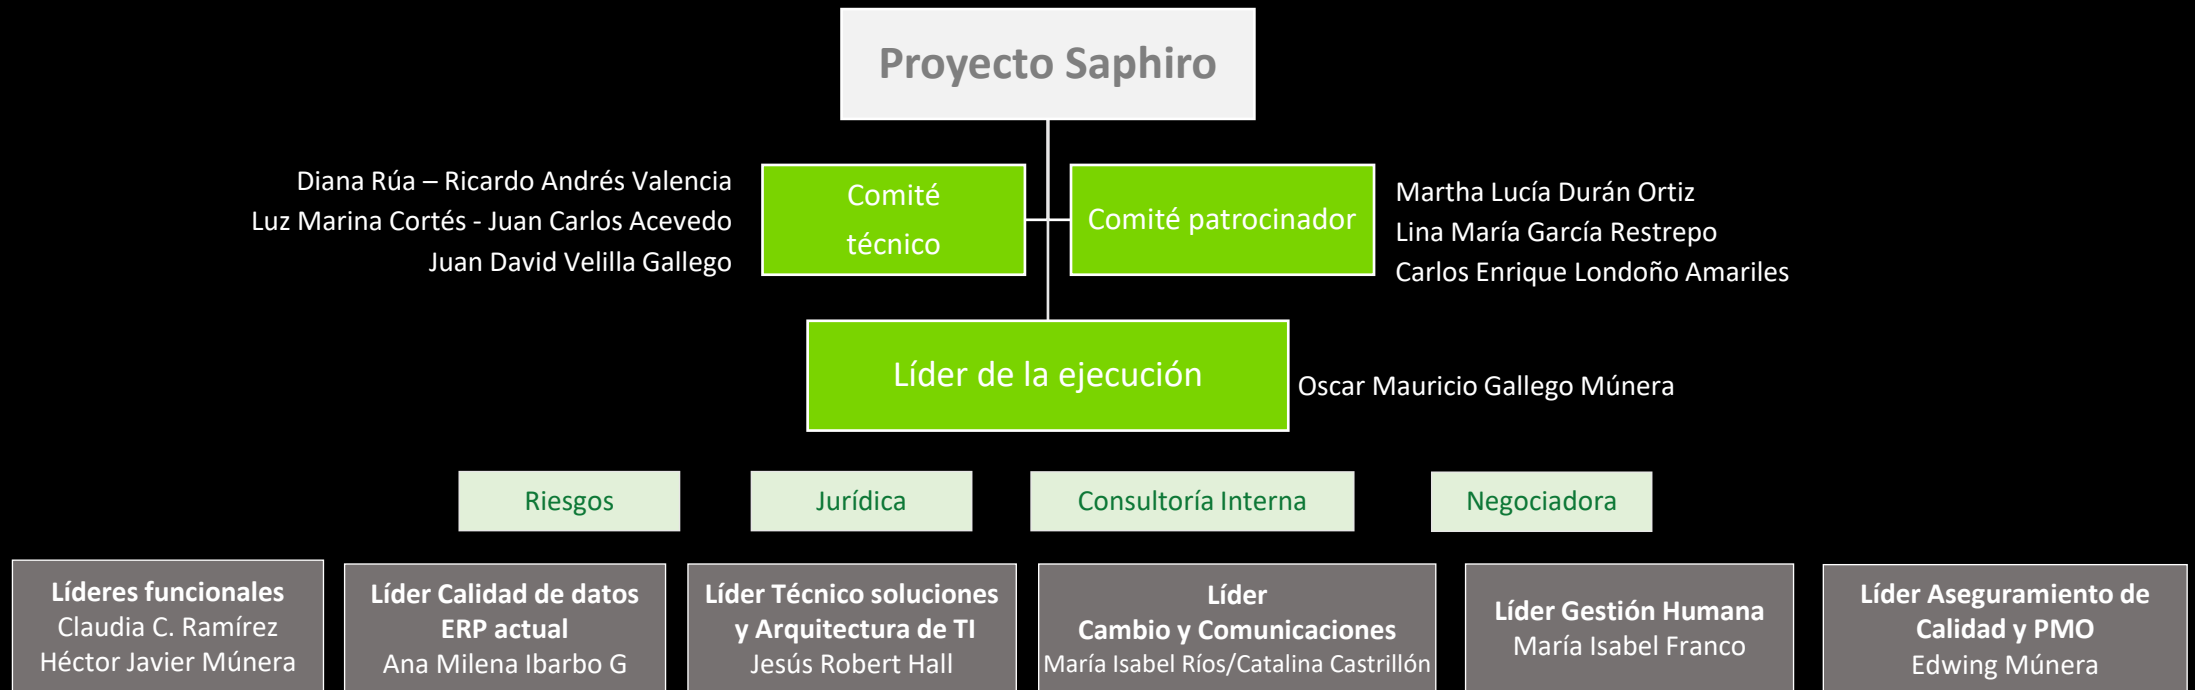 Proyecto Saphiro
Diana Rúa – Ricardo Andrés Valencia
Luz Marina Cortés - Juan Carlos Acevedo
Juan David Velilla Gallego
Comité
técnico
Comité patrocinador
Martha Lucía Durán Ortiz
Lina María García Restrepo
Carlos Enrique Londoño Amariles
Líder de la ejecución
Oscar Mauricio Gallego Múnera
Riesgos
Jurídica
Consultoría Interna
Negociadora
Líderes funcionales
Claudia C. Ramírez
Héctor Javier Múnera
Líder Calidad de datos
ERP actual
Ana Milena Ibarbo G
Líder Técnico soluciones
y Arquitectura de TI
Jesús Robert Hall
Líder
Cambio y Comunicaciones
María Isabel Ríos/Catalina Castrillón
Líder Gestión Humana
María Isabel Franco
Líder Aseguramiento de
Calidad y PMO
Edwing Múnera